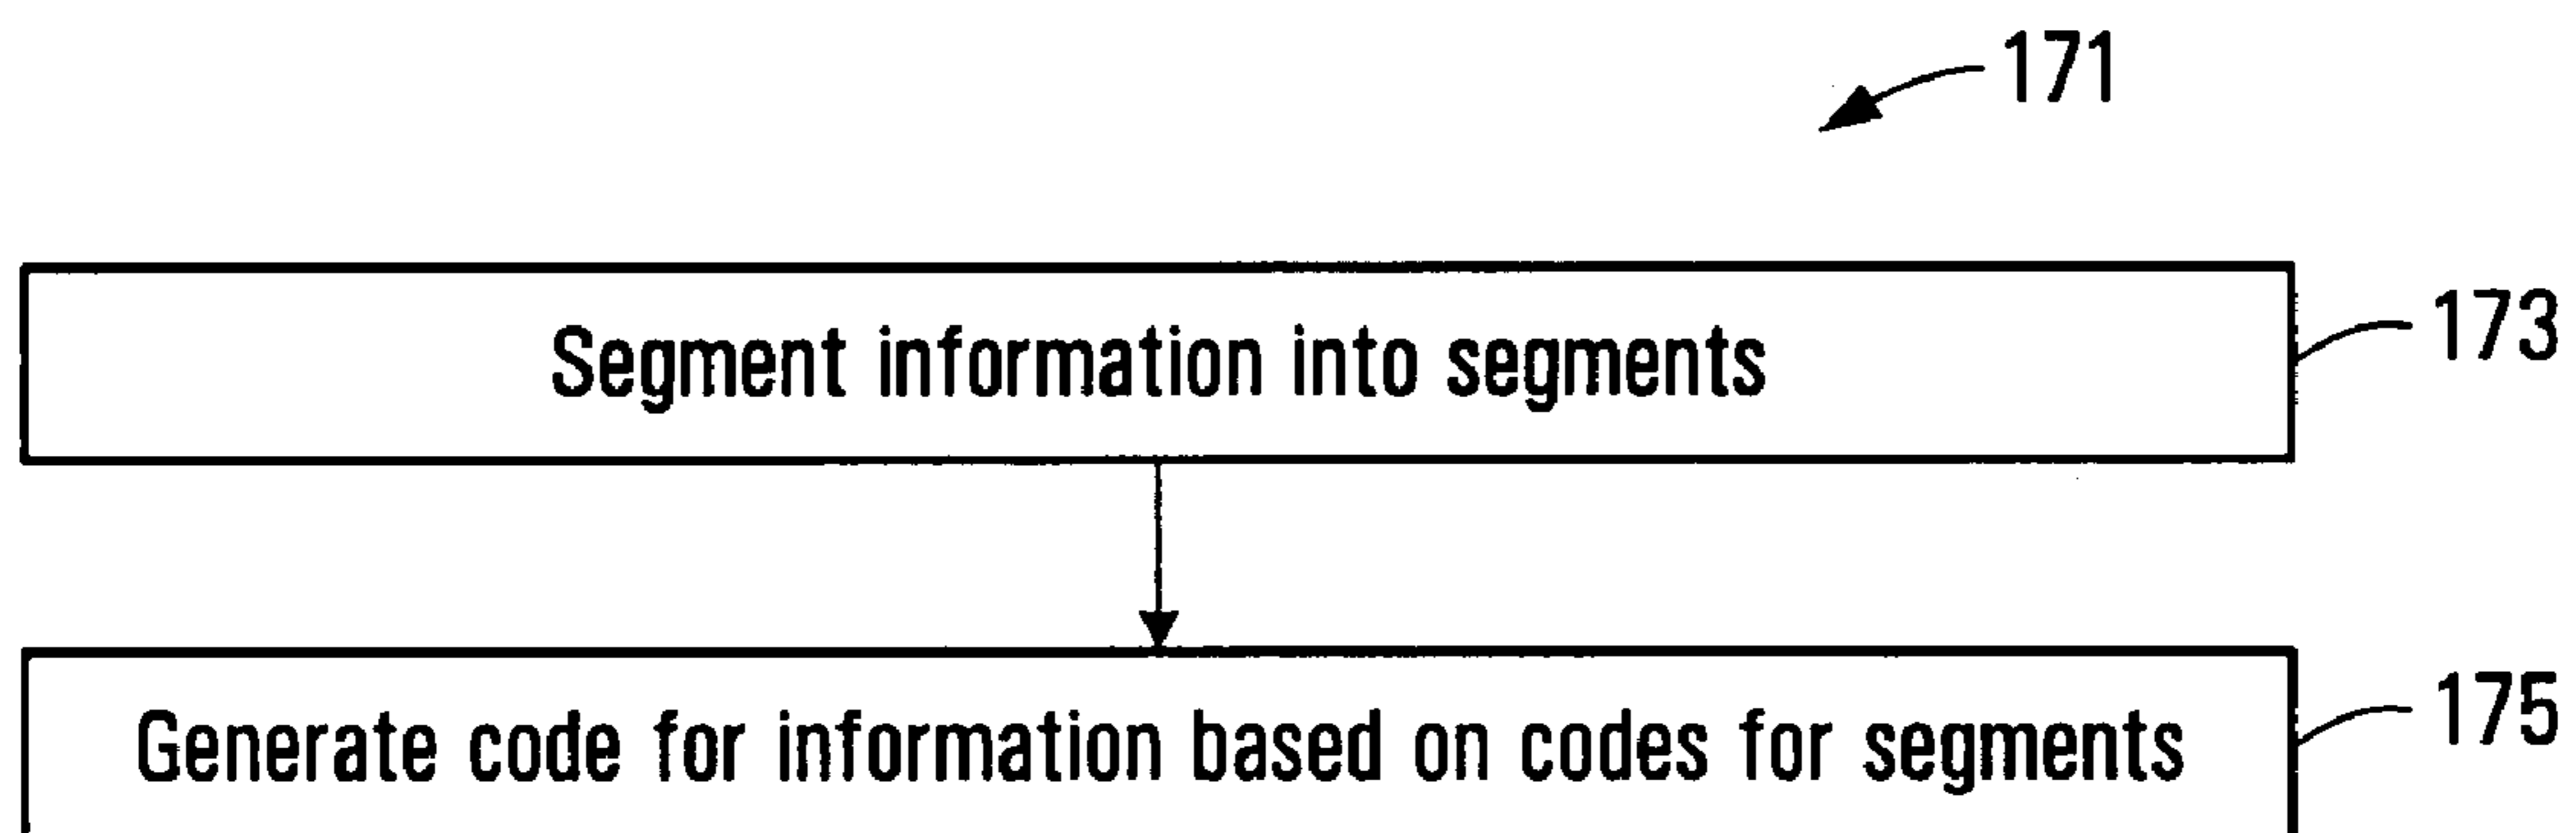 171
Segment information into segments
173
Generate code for information based on codes for segments
175